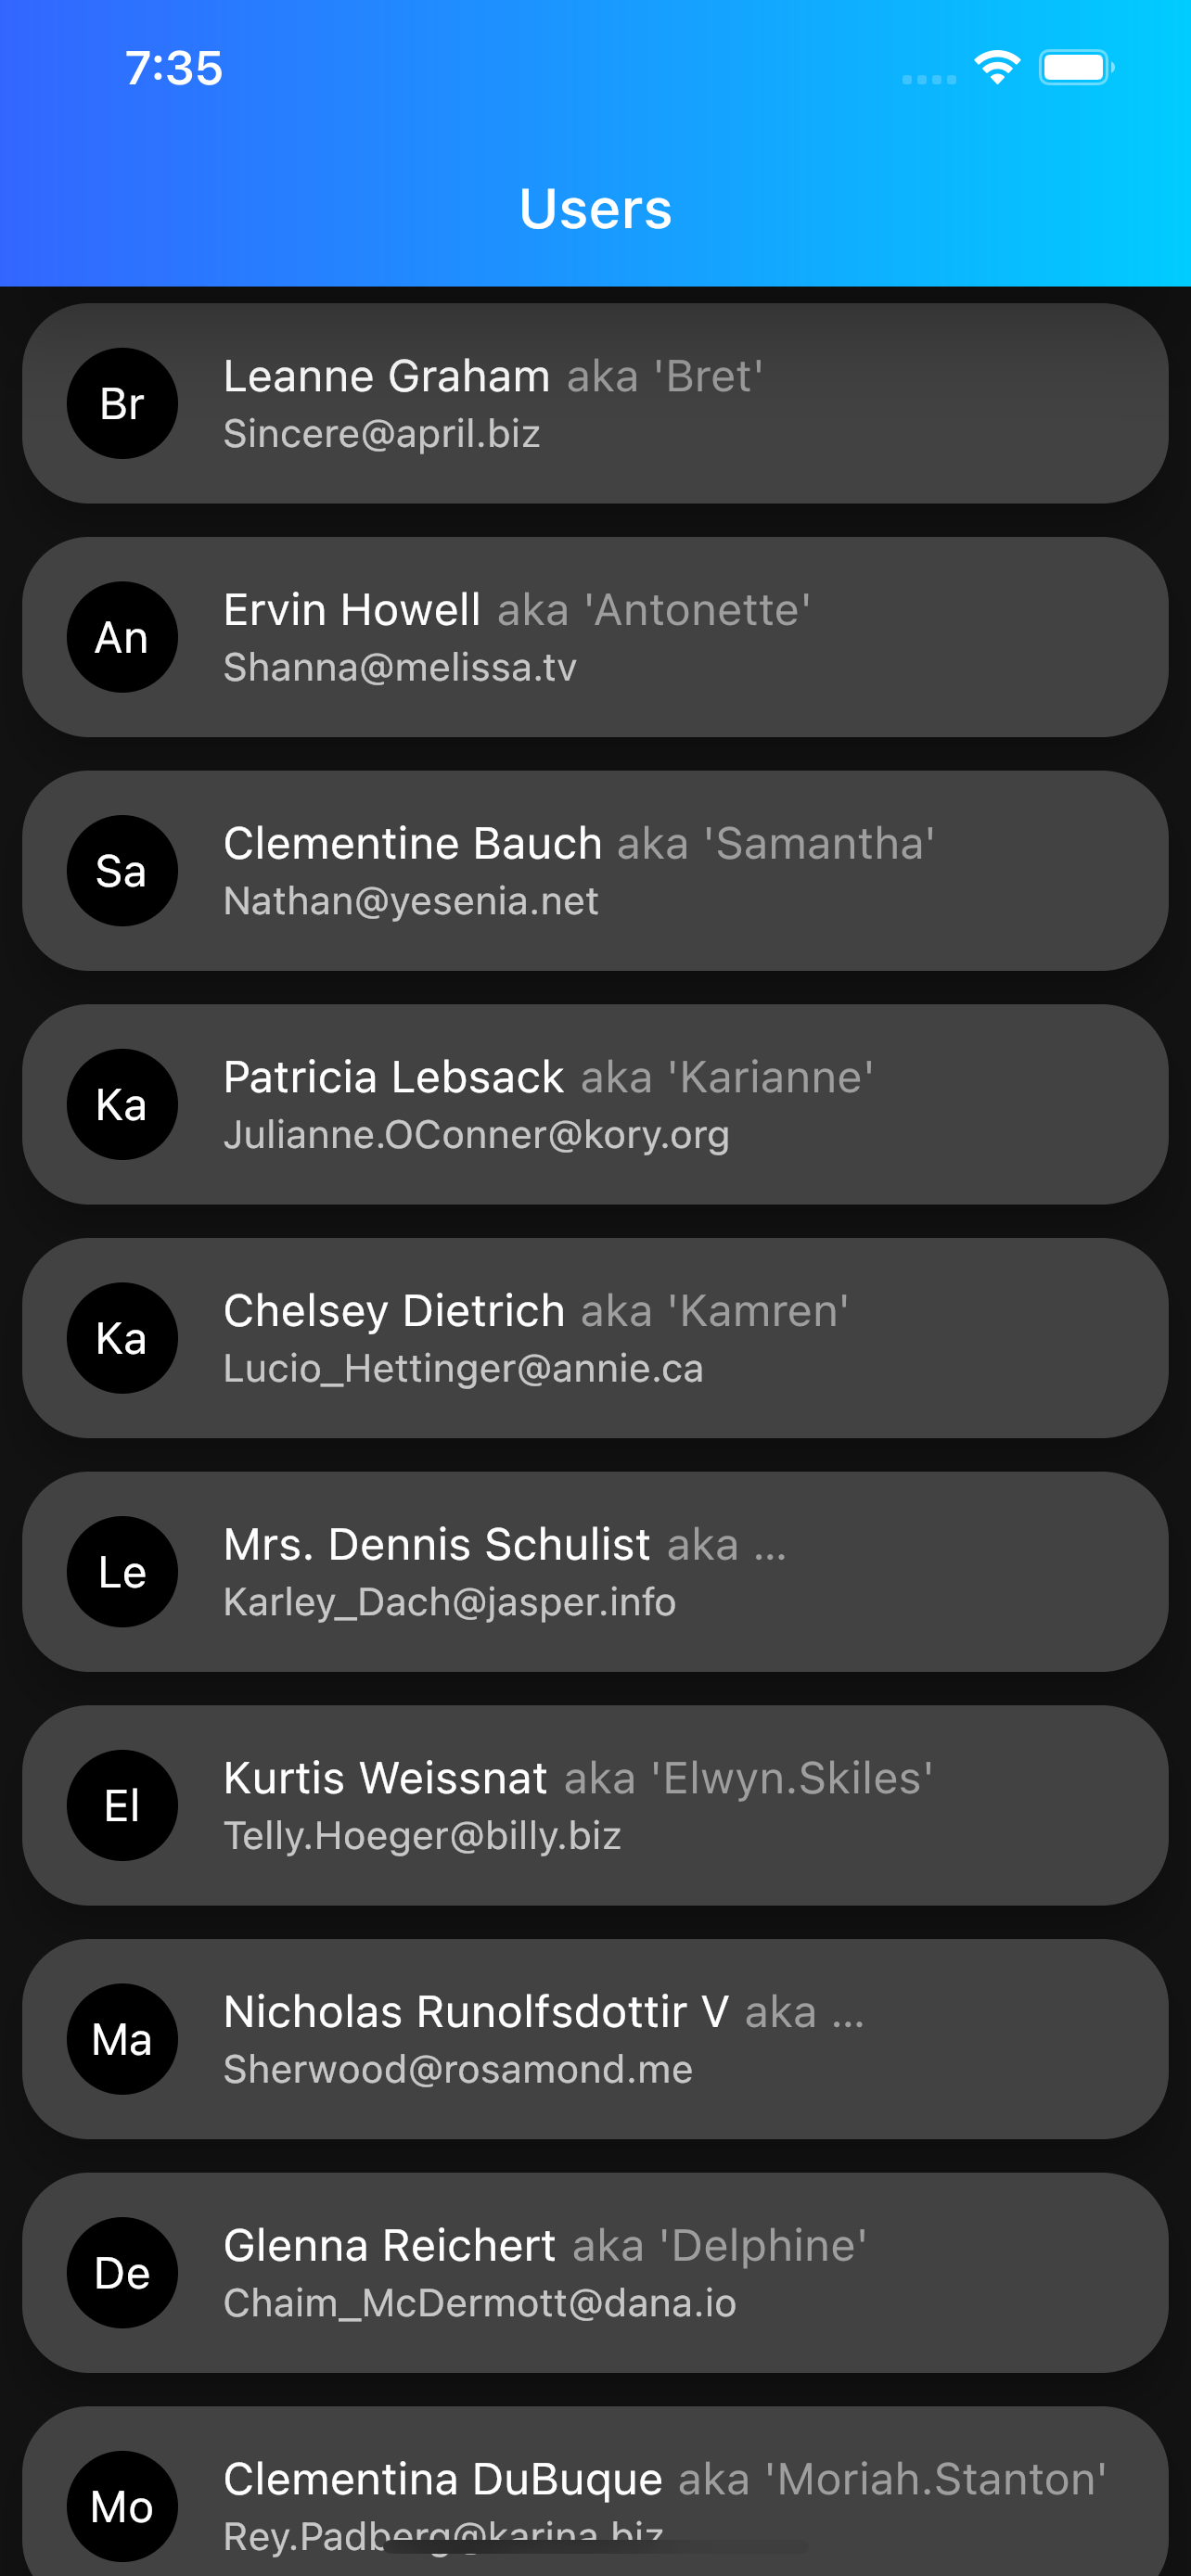 7:35
Users
Br
Leanne Graham aka 'Bret'
Sincere@april.biz
An
Ervin Howell aka 'Antonette'
Shanna@melissa.tv
Sa
Clementine Bauch aka 'Samantha'
Nathan@yesenia.net
Ka
Patricia Lebsack aka 'Karianne'
Julianne.OConner@kory.org
Ka
Chelsey Dietrich aka 'Kamren'
Lucio_Hettinger@annie.ca
Le
Mrs. Dennis Schulist aka ...
Karley_Dach@jasper.info
El
Kurtis Weissnat aka 'Elwyn.Skiles'
Telly.Hoeger@billy.biz
Ma
Nicholas Runolfsdottir V aka ...
Sherwood@rosamond.me
De
Glenna Reichert aka 'Delphine'
Chaim_McDermott@dana.io
Mo
Clementina DuBuque aka 'Moriah.Stanton'
Rey.Padberg@karina.biz